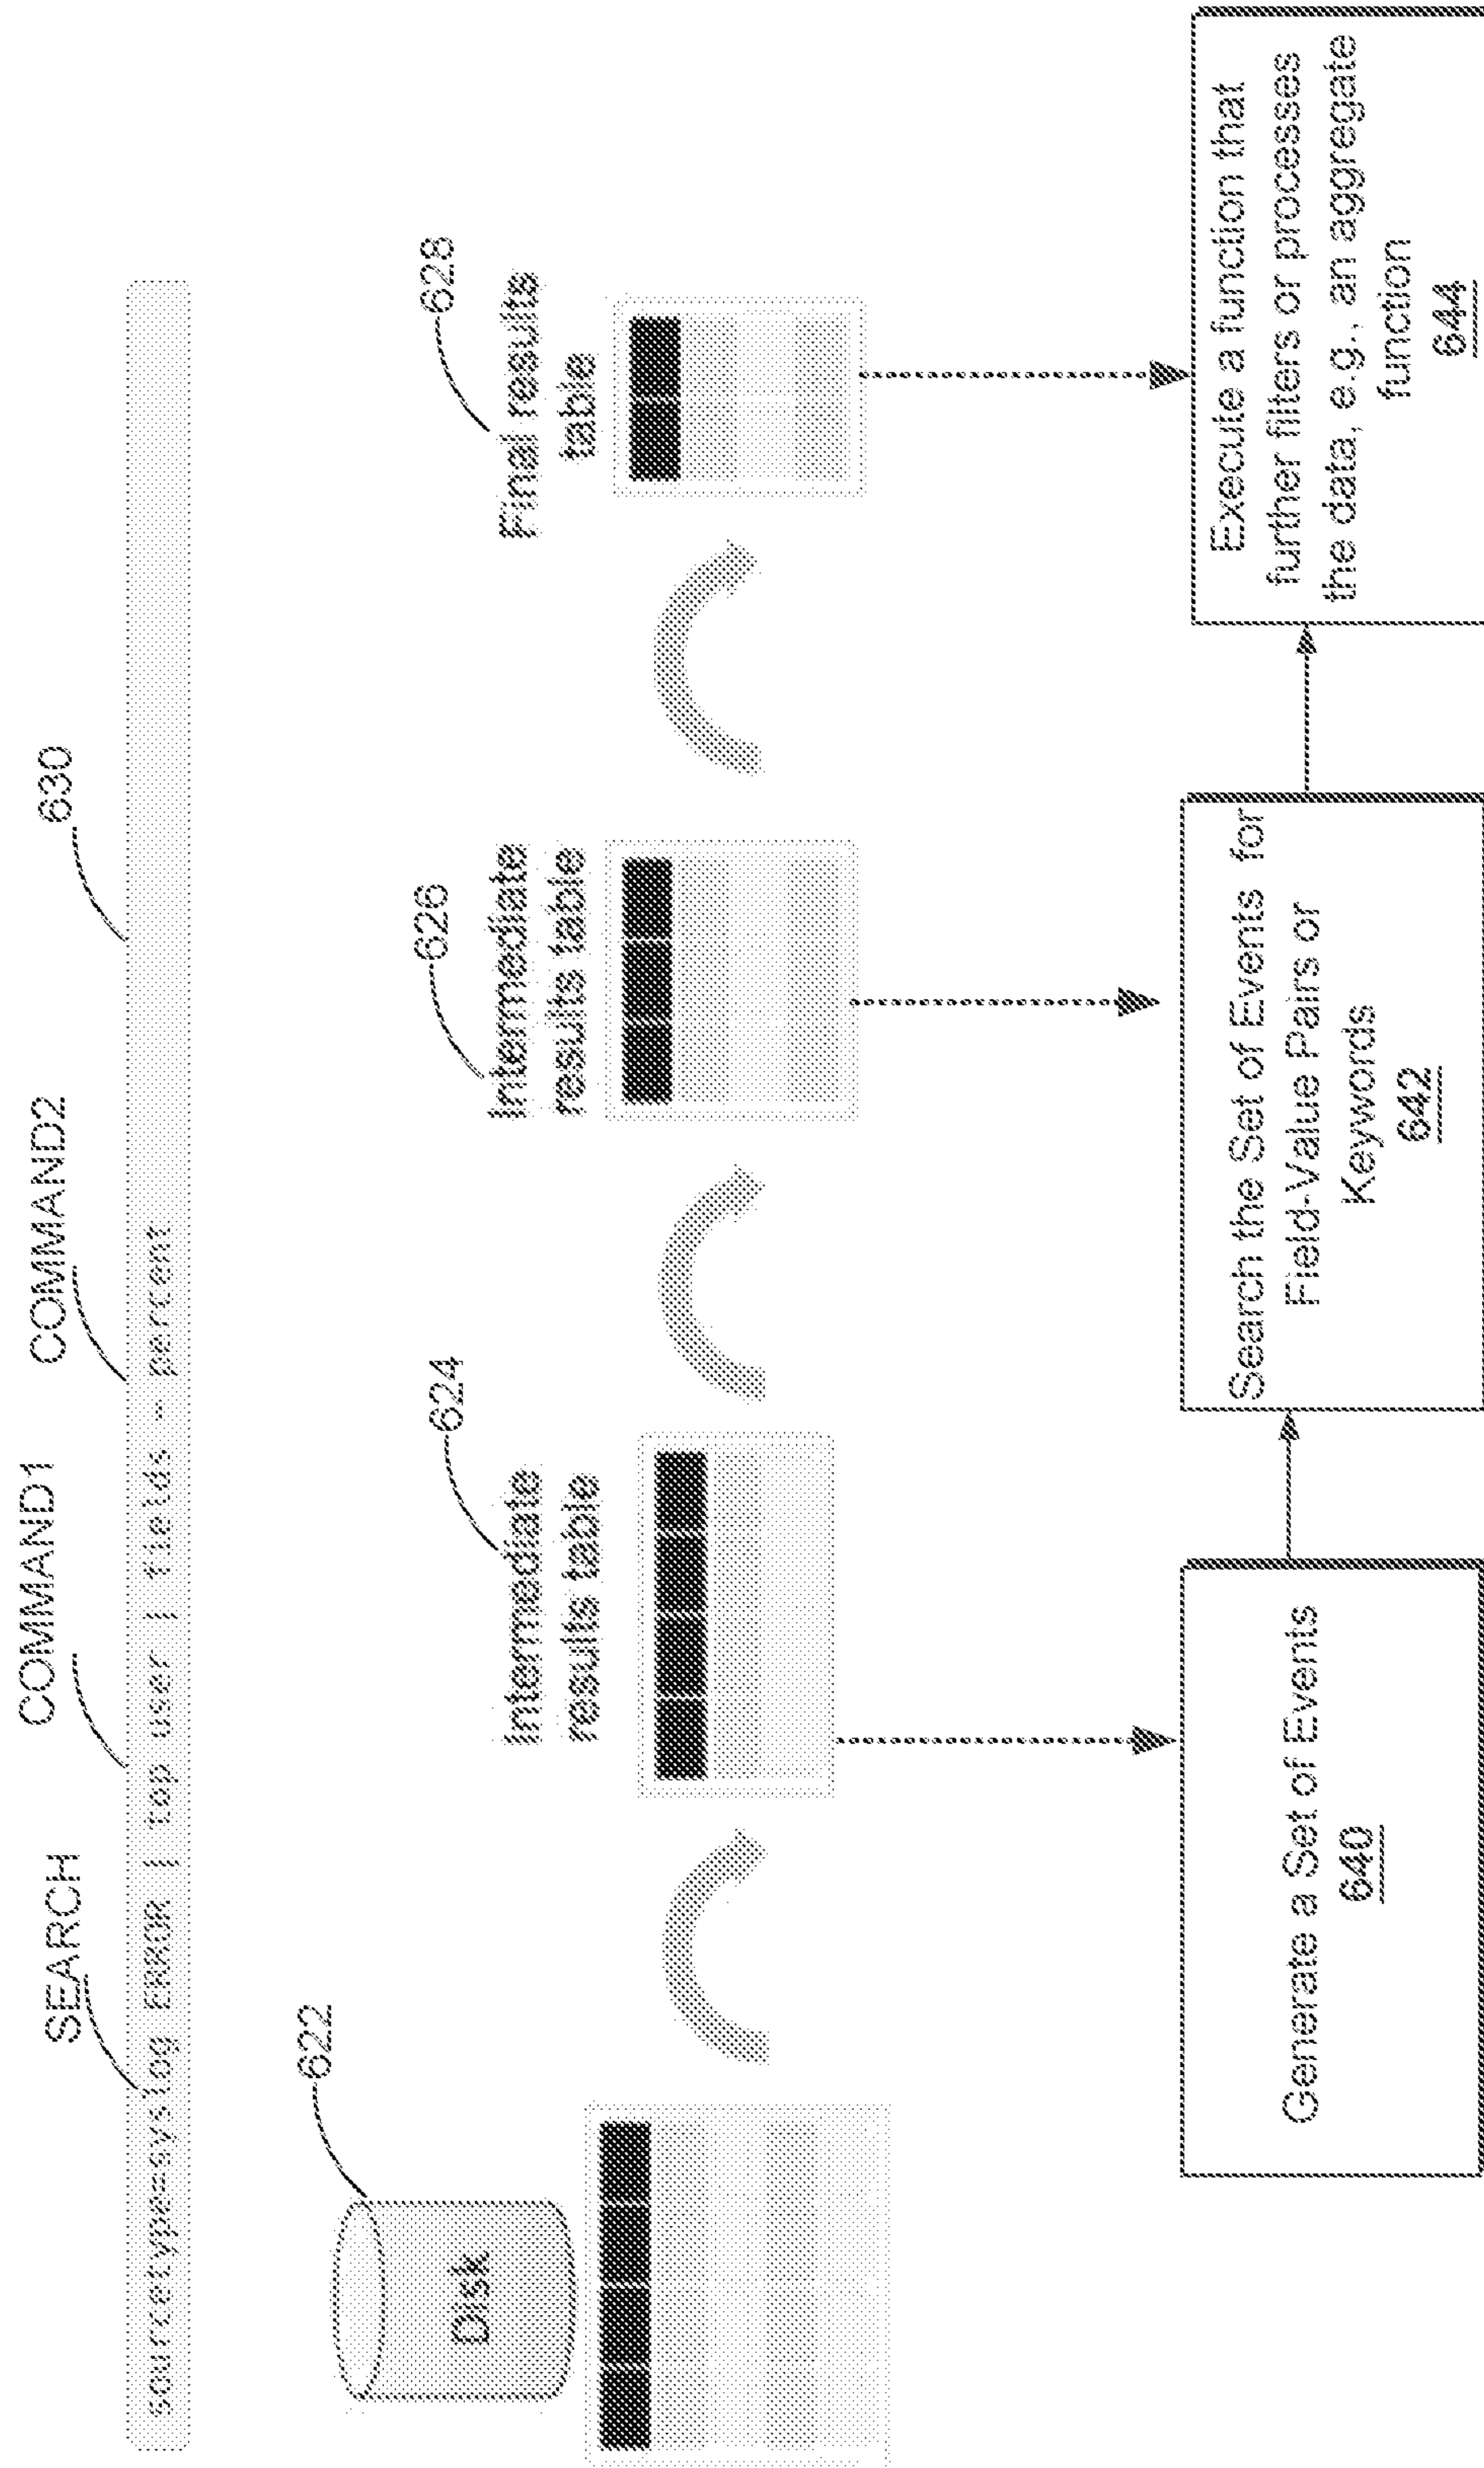 SEARCH
COMMAND1
COMMAND2
630
sourcetype=syslog ERROR | top user | fields - percent
622
Disk
624
Intermediate
results table
626
Intermediate
results table
628
Final results
table
Generate a Set of Events
640
Search the Set of Events for
Field-Value Pairs or
Keywords
642
Execute a function that
further filters or processes
the data, e.g., an aggregate
function
644